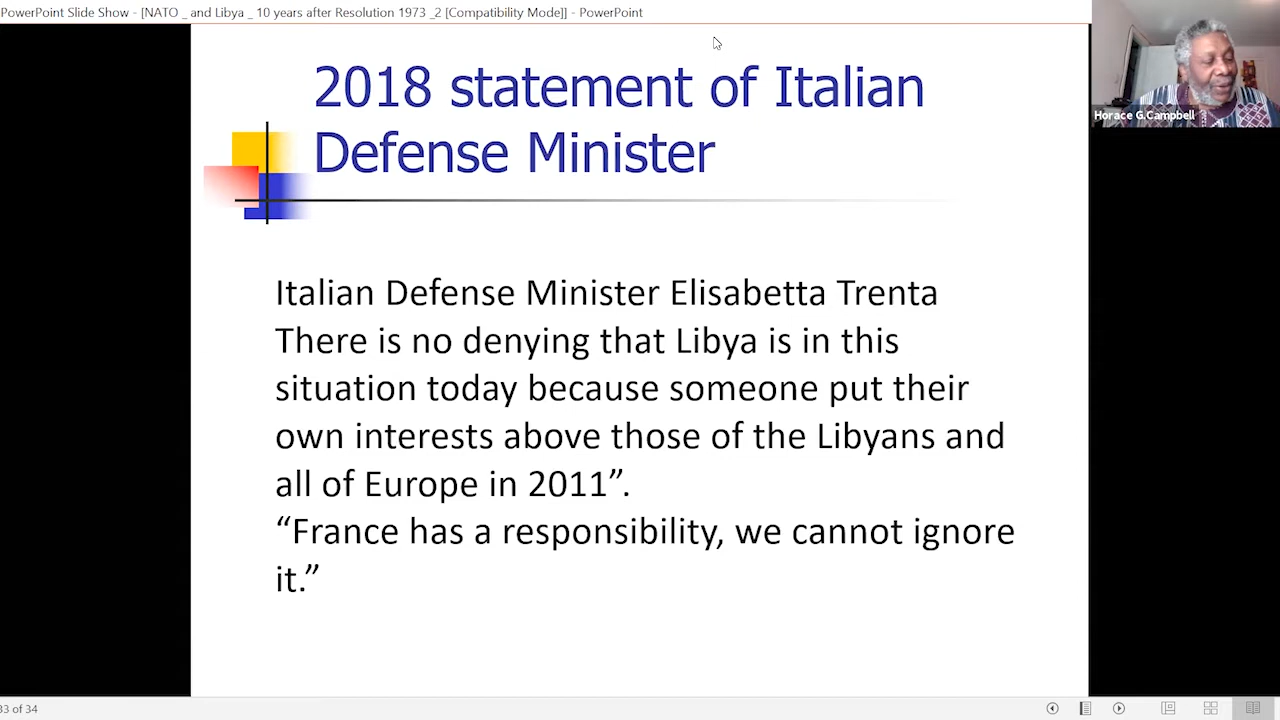 PowerPoint Slide Show - [NATO _ and Libya _ 10 years after Resolution 1973 _2 [Compatibility Mode]] - PowerPoint
Horace G.Campbell
2018 statement of Italian
Defense Minister
Italian Defense Minister Elisabetta Trenta
There is no denying that Libya is in this
situation today because someone put their
own interests above those of the Libyans and
all of Europe in 2011”.
“France has a responsibility, we cannot ignore
it.”
33 of 34